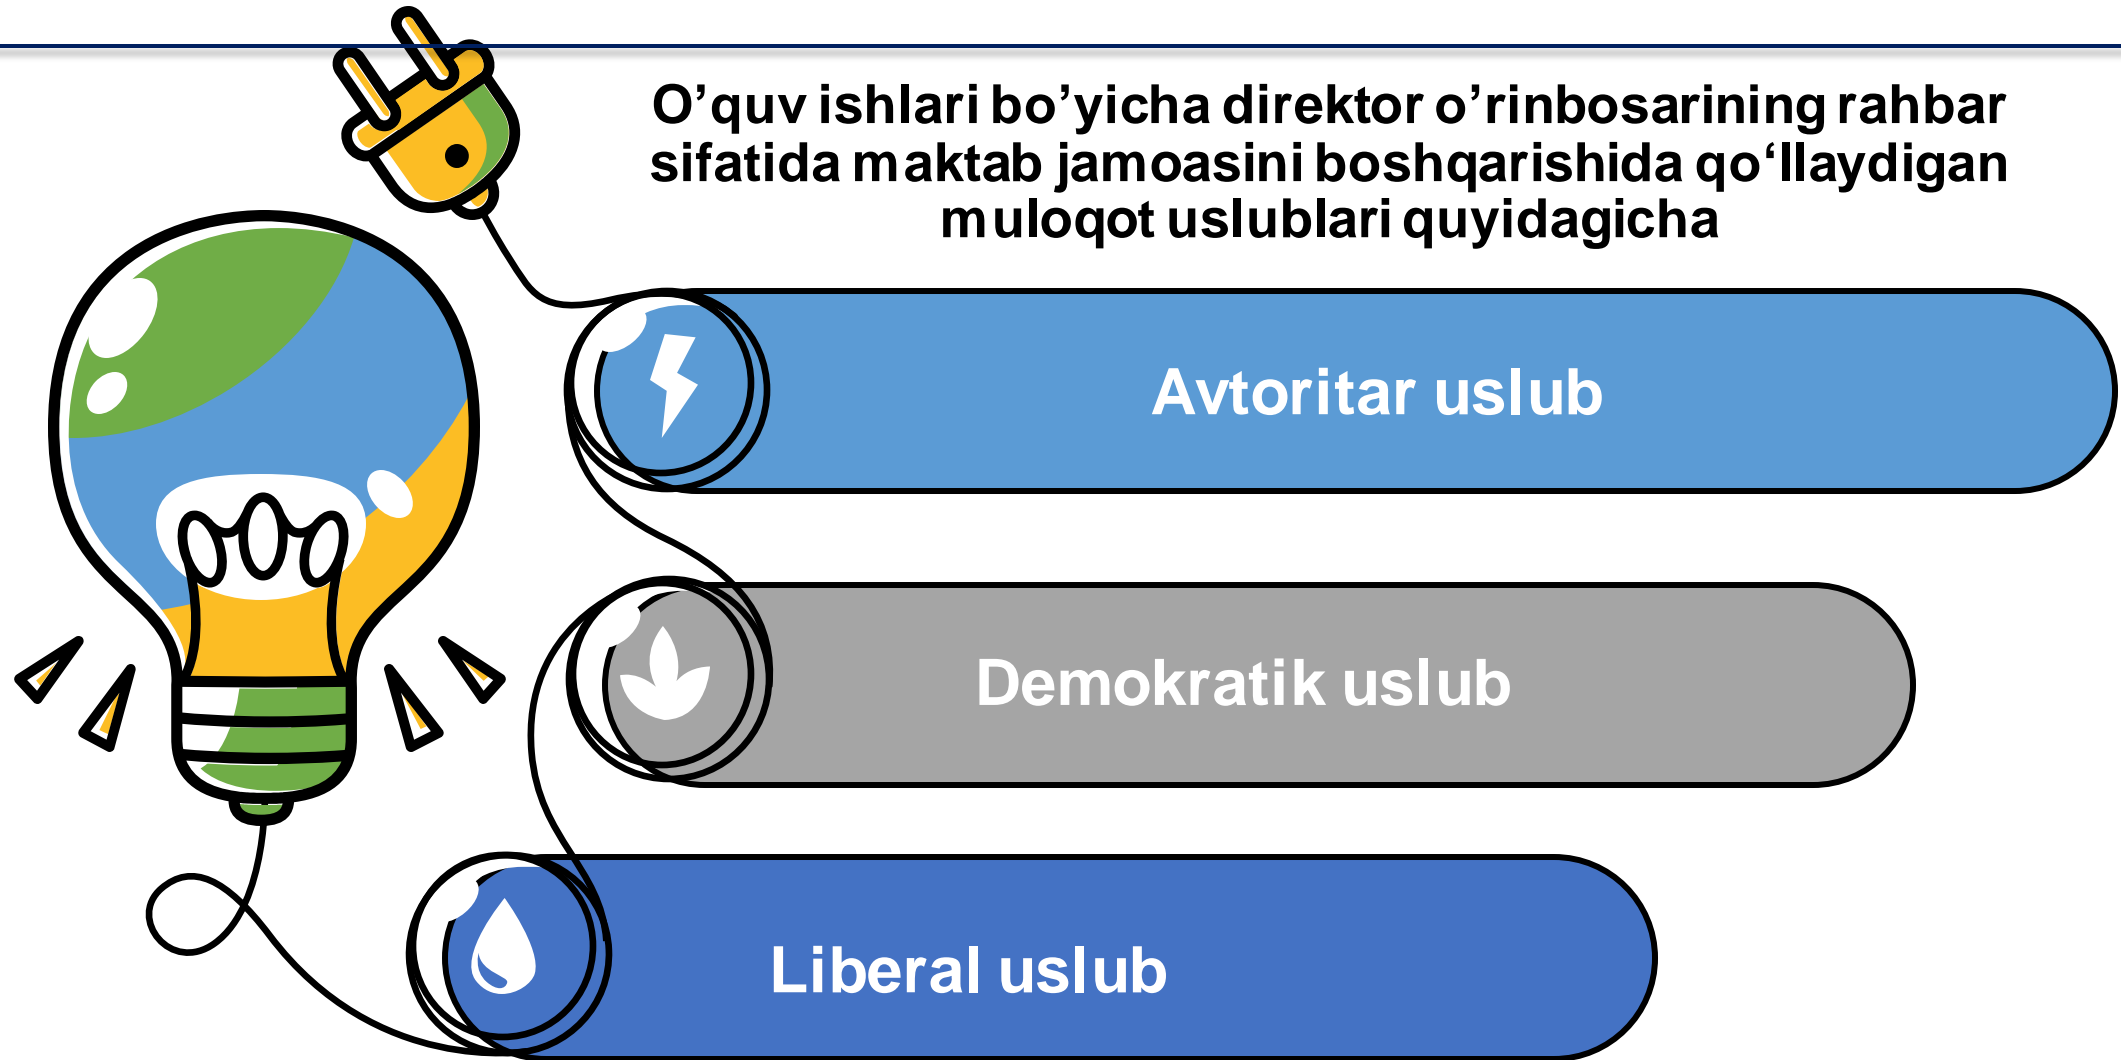 O’quv ishlari bo’yicha direktor o’rinbosarining rahbar
sifatida maktab jamoasini boshqarishida qo‘llaydigan
muloqot uslublari quyidagicha
Avtoritar uslub
Demokratik uslub
Liberal uslub